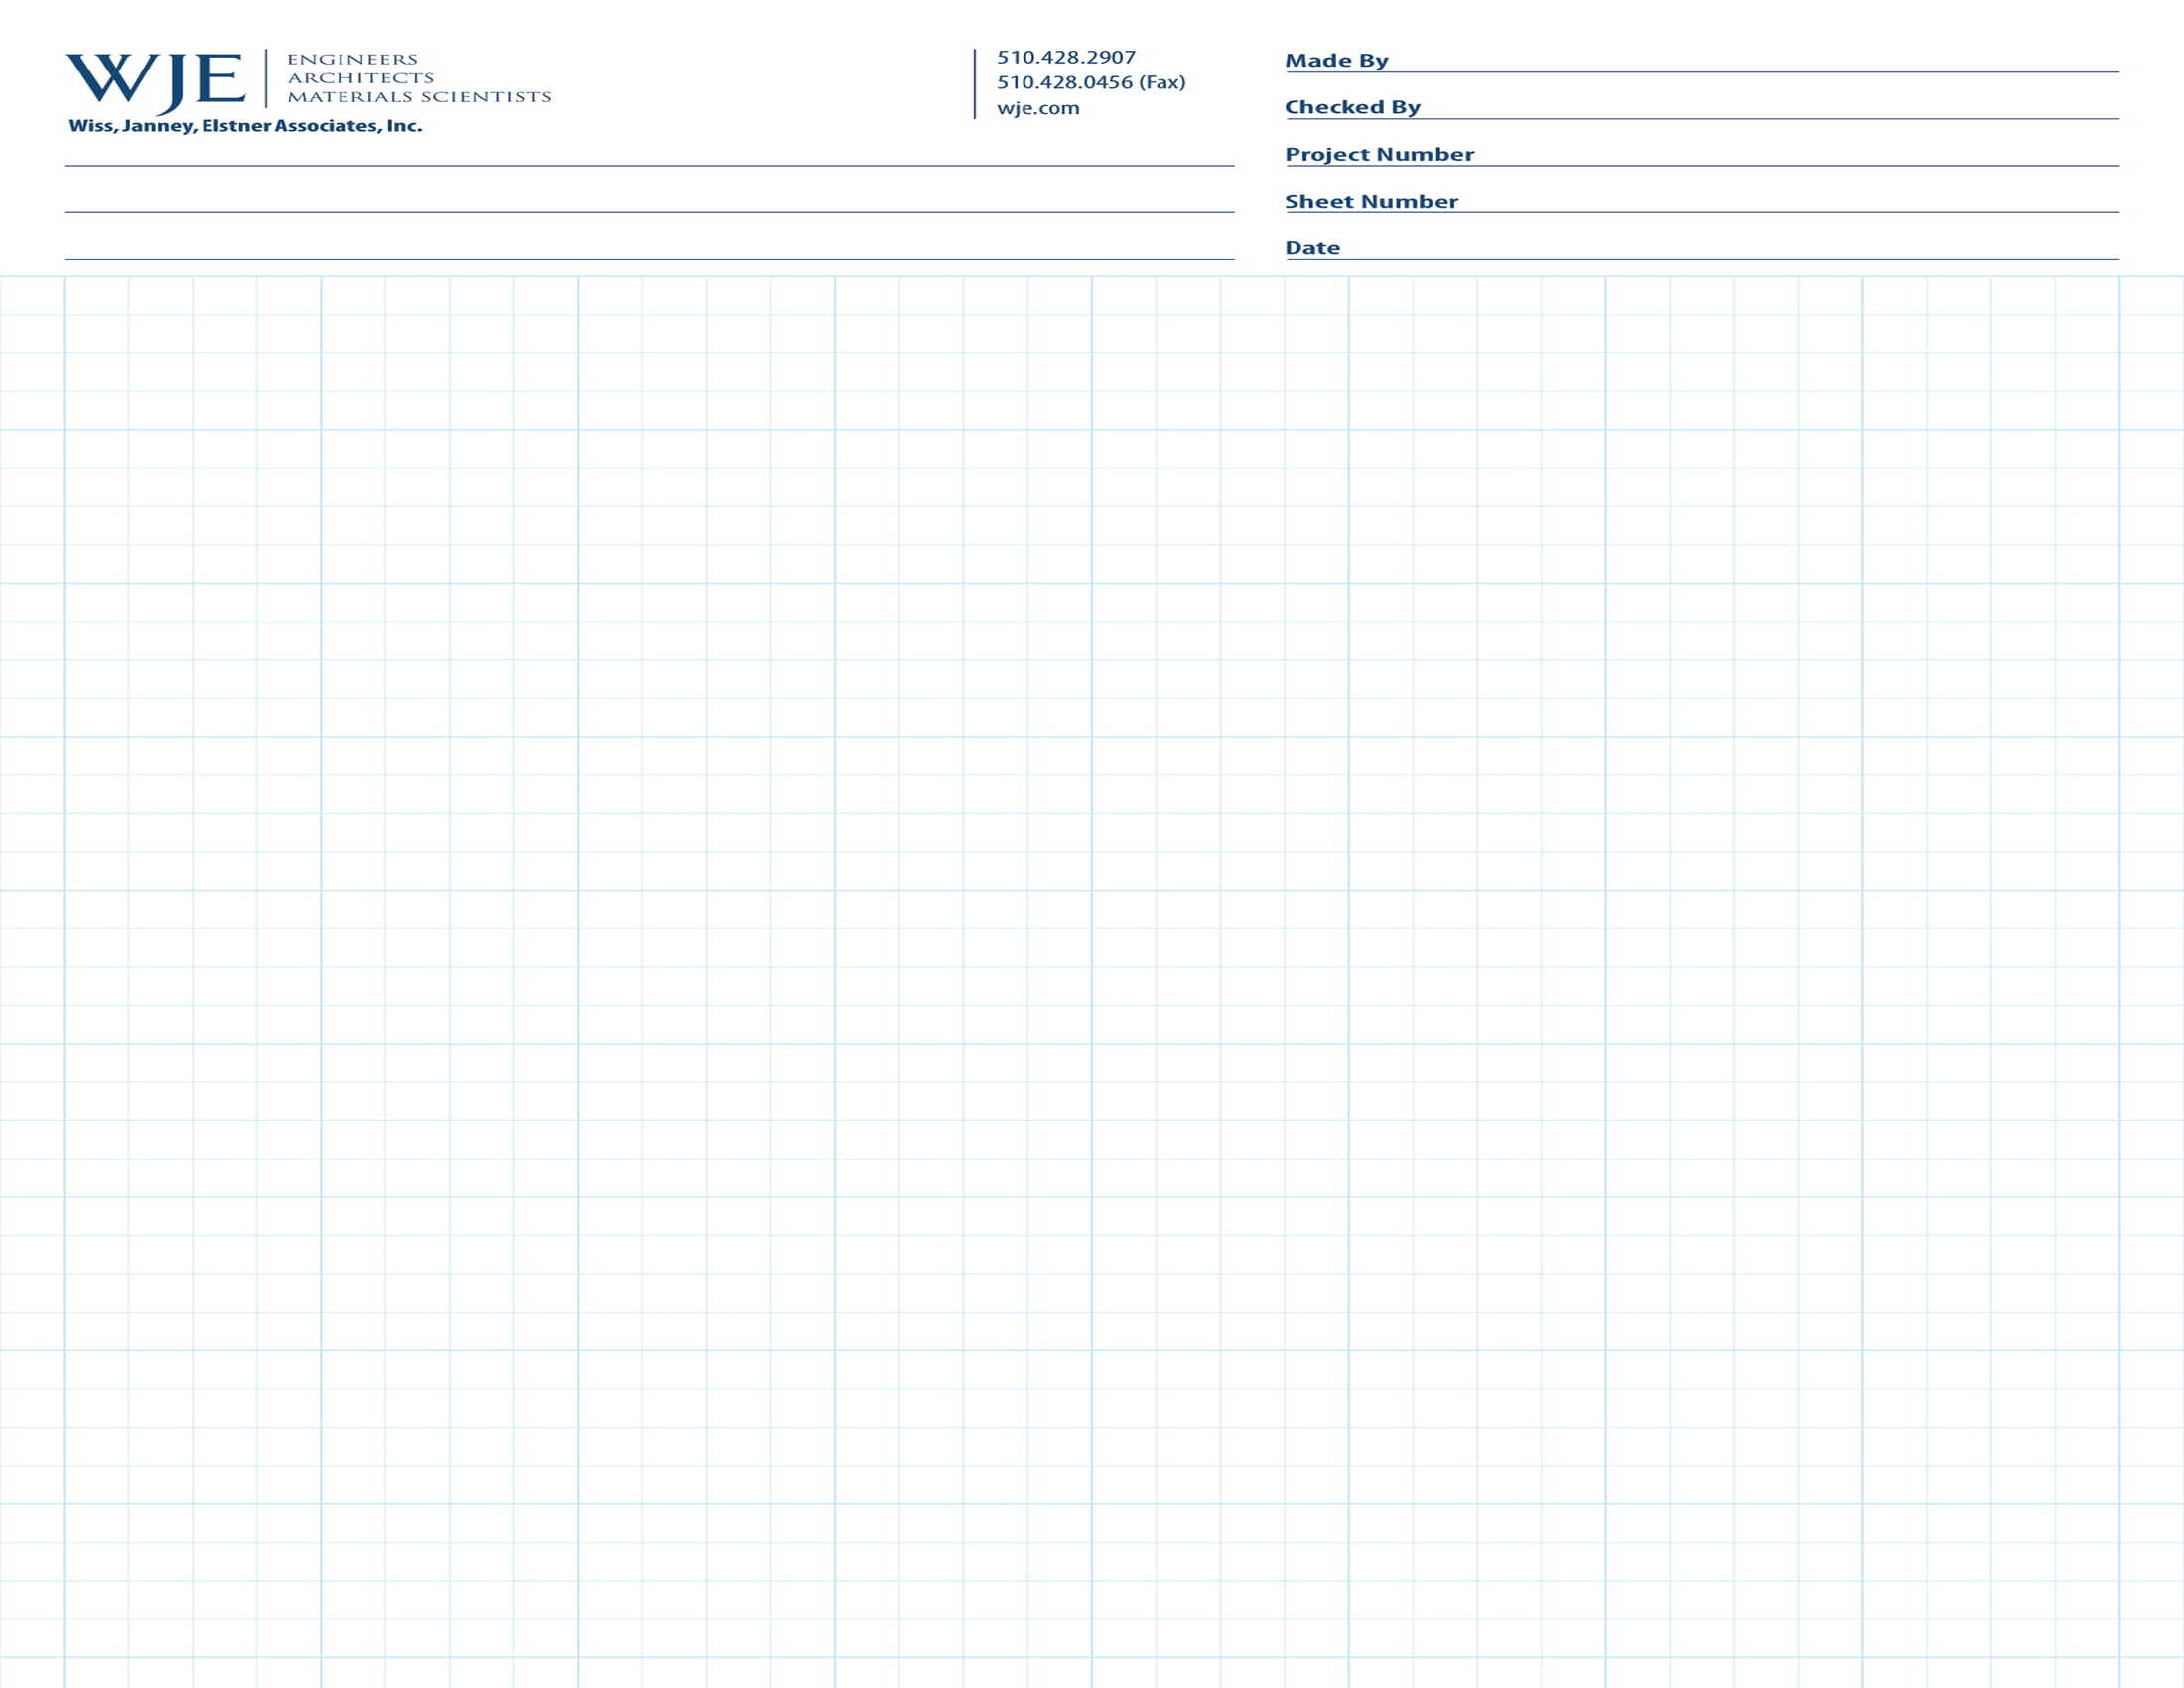 WJE
ENGINEERS
ARCHITECTS
MATERIALS SCIENTISTS
Wiss, Janney, Elstner Associates, Inc.
510.428.2907
510.428.0456 (Fax)
wje.com
Made By
Checked By
Project Number
Sheet Number
Date